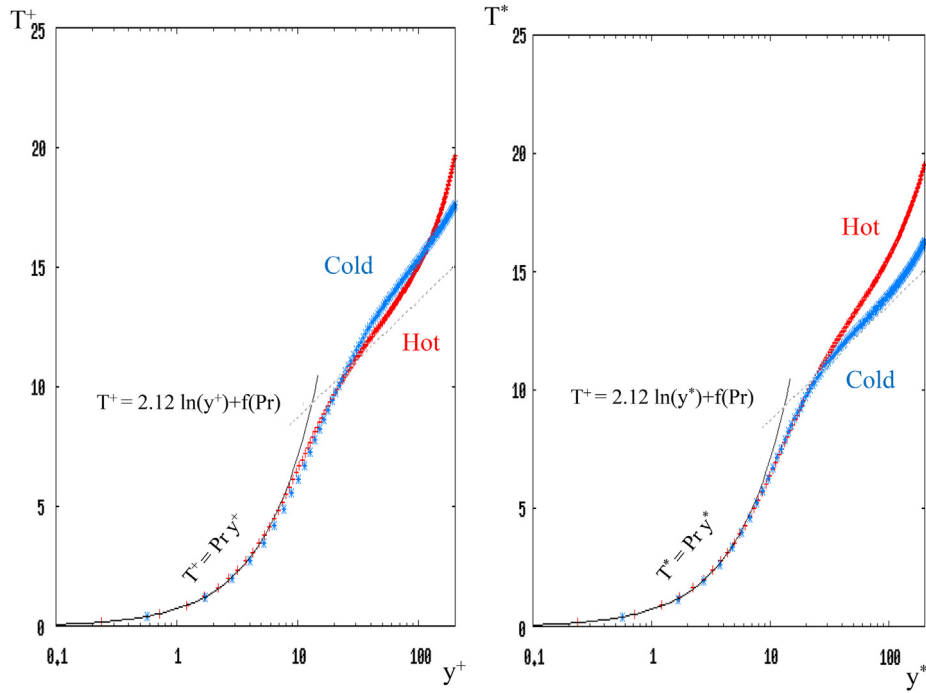 T⁺
25
20
15
10
5
0
0.1
1
10
100
y⁺
Cold
Hot
T⁺ = 2.12 ln(y⁺)+f(Pr)
T⁺ = Pr y⁺
T*
25
20
15
10
5
0
0.1
1
10
100
y*
Hot
Cold
T⁺ = 2.12 ln(y*)+f(Pr)
T* = Pr y*